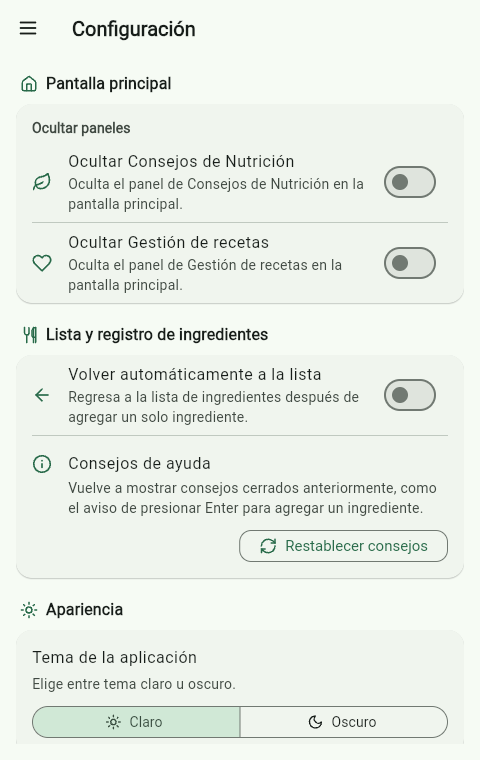 Configuración
Pantalla principal
Ocultar paneles
Ocultar Consejos de Nutrición
Oculta el panel de Consejos de Nutrición en la
pantalla principal.
Ocultar Gestión de recetas
Oculta el panel de Gestión de recetas en la
pantalla principal.
Lista y registro de ingredientes
Volver automáticamente a la lista
Regresa a la lista de ingredientes después de
agregar un solo ingrediente.
Consejos de ayuda
Vuelve a mostrar consejos cerrados anteriormente, como
el aviso de presionar Enter para agregar un ingrediente.
Restablecer consejos
Apariencia
Tema de la aplicación
Elige entre tema claro u oscuro.
Claro
Oscuro